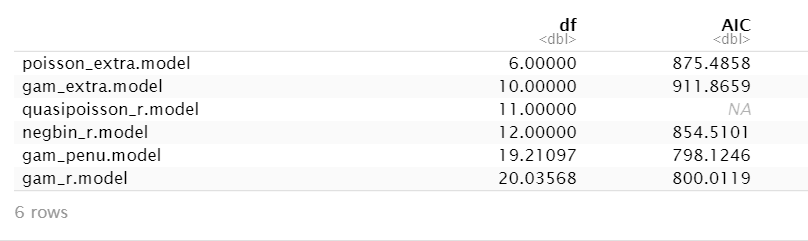 df AIC
<dbl> <dbl>
poisson_extra.model 6.00000 875.4858
gam_extra.model 10.00000 911.8659
quasipoisson_r.model 11.00000 NA
negbin_r.model 12.00000 854.5101
gam_penu.model 19.21097 798.1246
gam_r.model 20.03568 800.0119
6 rows